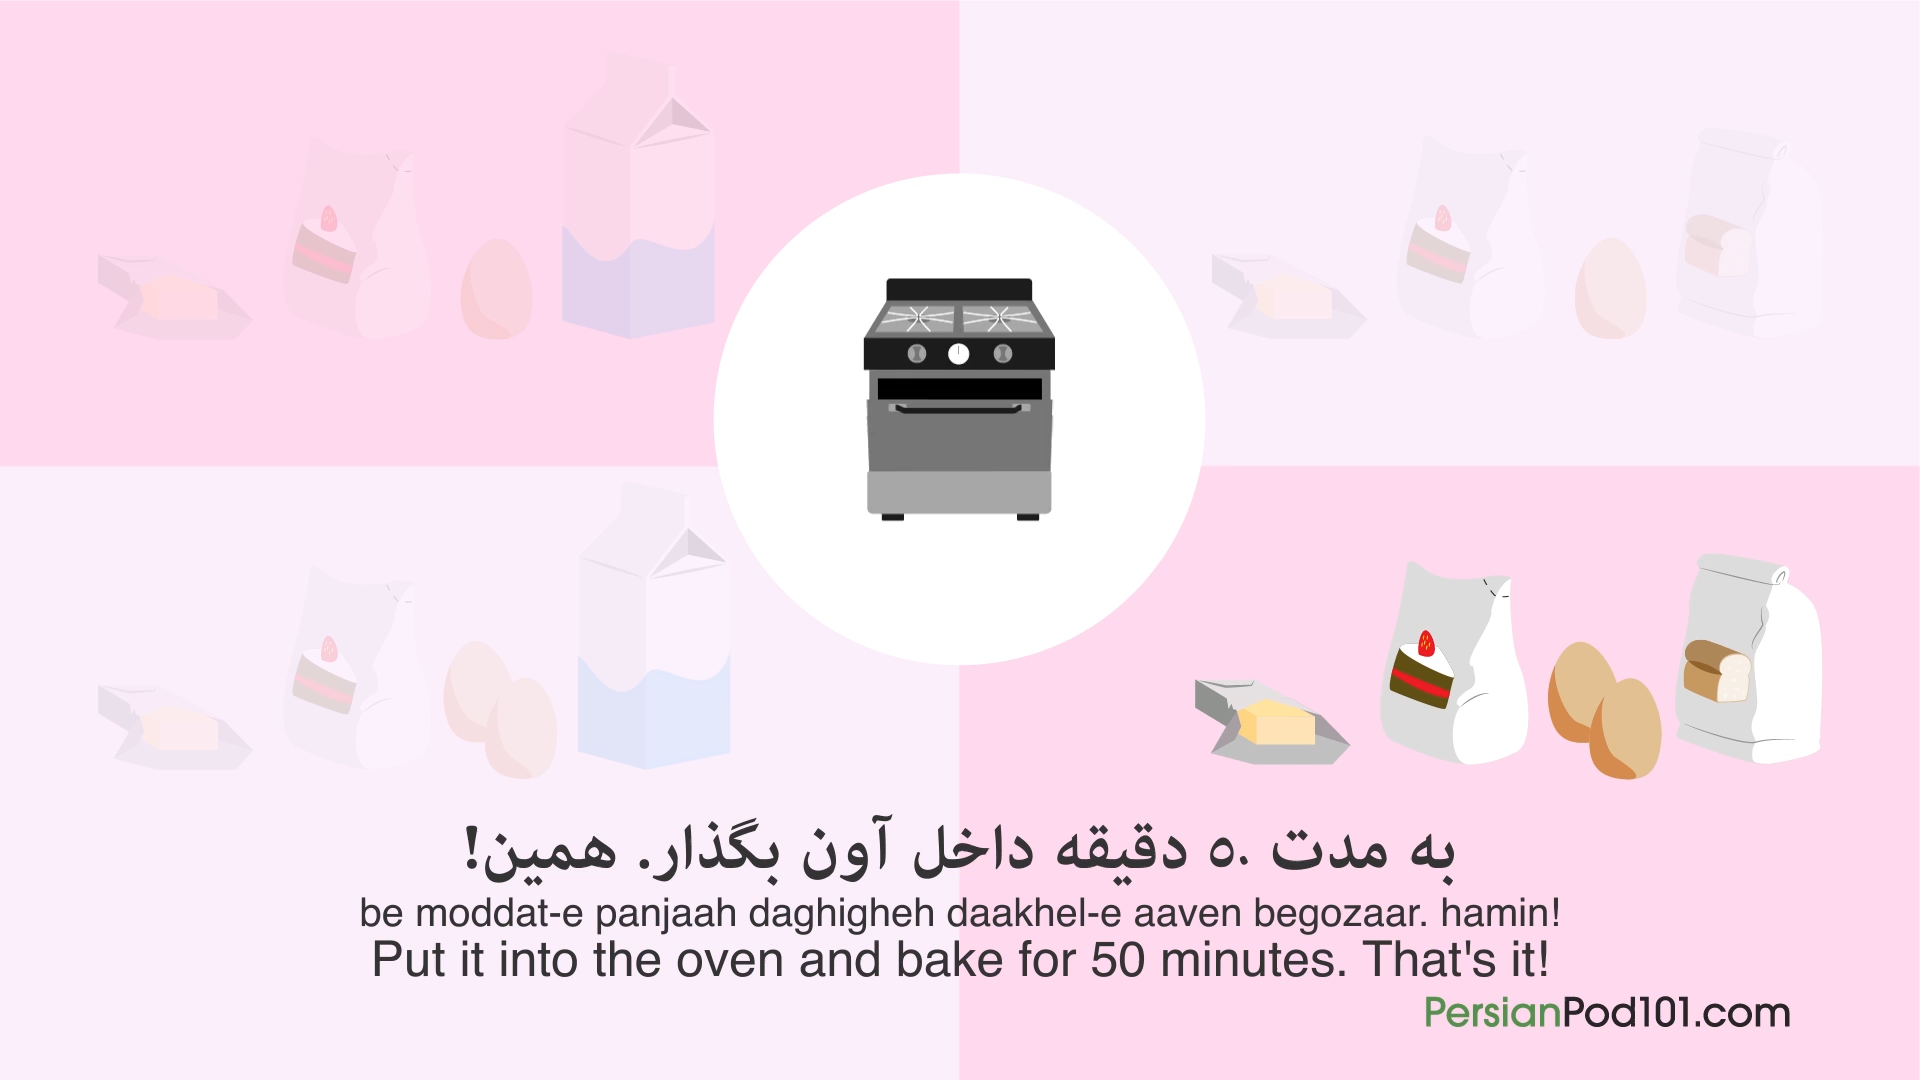 به مدت ۵۰ دقیقه داخل آون بگذار. همین!
be moddat-e panjaah daghigheh daakhel-e aaven begozaar. hamin!
Put it into the oven and bake for 50 minutes. That's it!
PersianPod101.com